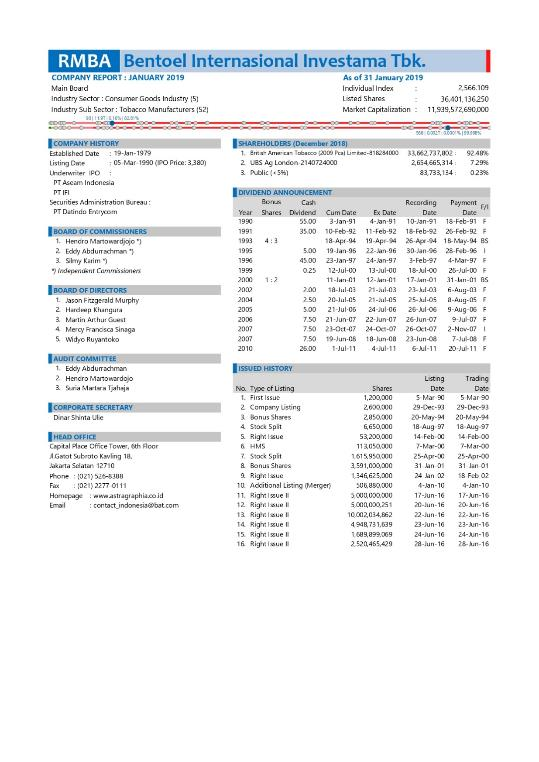 RMBA Bentoel Internasional Investama Tbk.
COMPANY REPORT : JANUARY 2019
As of 31 January 2019
Main Board
Individual Index : 2,566.109
Industry Sector : Consumer Goods Industry (5)
Listed Shares : 36,401,136,250
Industry Sub Sector : Tobacco Manufacturers (52)
Market Capitalization : 11,939,572,690,000
COMPANY HISTORY
Established Date : 19-Jan-1979
Listing Date : 05-Mar-1990 (IPO Price: 3,380)
Underwriter IPO :
PT Aseam Indonesia
PT IFI
Securities Administration Bureau :
PT Datindo Entrycom
BOARD OF COMMISSIONERS
1. Hendro Martowardjojo *)
2. Eddy Abdurrachman *)
3. Silmy Karim *)
*) Independent Commissioners
BOARD OF DIRECTORS
1. Jason Fitzgerald Murphy
2. Hardeep Khangura
3. Martin Arthur Guest
4. Mercy Francisca Sinaga
5. Widyo Rusyantoko
AUDIT COMMITTEE
1. Eddy Abdurrachman
2. Hendro Martowardojo
3. Suria Martara Tjahaja
CORPORATE SECRETARY
Dinar Shinta Ulie
HEAD OFFICE
Capital Place Office Tower, 6th Floor
Jl.Gatot Subroto Kavling 18,
Jakarta Selatan 12710
Phone : (021) 526-8388
Fax : (021) 2277-0111
Homepage : www.astragraphia.co.id
Email : contact_indonesia@bat.com
SHAREHOLDERS (December 2018)
1. British American Tobacco (2009 Pca) Limited-818284000 33,662,737,802 : 92.48%
2. UBS Ag London-2140724000 2,654,665,314 : 7.29%
3. Public (<5%) 83,733,134 : 0.23%
DIVIDEND ANNOUNCEMENT
Bonus Cash Recording Payment F/I
Year Shares Dividend Cum Date Ex Date Date Date
1990 55.00 3-Jan-91 4-Jan-91 10-Jan-91 18-Feb-91 F
1991 35.00 10-Feb-92 11-Feb-92 18-Feb-92 26-Feb-92 F
1993 4 : 3 18-Apr-94 19-Apr-94 26-Apr-94 18-May-94 BS
1995 5.00 19-Jan-96 22-Jan-96 30-Jan-96 28-Feb-96 I
1996 45.00 23-Jan-97 24-Jan-97 3-Feb-97 4-Mar-97 F
1999 0.25 12-Jul-00 13-Jul-00 18-Jul-00 26-Jul-00 F
2000 1 : 2 11-Jan-01 12-Jan-01 17-Jan-01 31-Jan-01 BS
2002 2.00 18-Jul-03 21-Jul-03 23-Jul-03 6-Aug-03 F
2004 2.50 20-Jul-05 21-Jul-05 25-Jul-05 8-Aug-05 F
2005 5.00 21-Jul-06 24-Jul-06 26-Jul-06 9-Aug-06 F
2006 7.50 21-Jun-07 22-Jun-07 26-Jun-07 9-Jul-07 F
2007 7.50 23-Oct-07 24-Oct-07 26-Oct-07 2-Nov-07 I
2007 7.50 19-Jun-08 18-Jun-08 23-Jun-08 7-Jul-08 F
2010 26.00 1-Jul-11 4-Jul-11 6-Jul-11 20-Jul-11 F
ISSUED HISTORY
Listing Trading
No. Type of Listing Shares Date Date
1. First Issue 1,200,000 5-Mar-90 5-Mar-90
2. Company Listing 2,600,000 29-Dec-93 29-Dec-93
3. Bonus Shares 2,850,000 20-May-94 20-May-94
4. Stock Split 6,650,000 18-Aug-97 18-Aug-97
5. Right Issue 53,200,000 14-Feb-00 14-Feb-00
6. HMS 113,050,000 7-Mar-00 7-Mar-00
7. Stock Split 1,615,950,000 25-Apr-00 25-Apr-00
8. Bonus Shares 3,591,000,000 31-Jan-01 31-Jan-01
9. Right Issue 1,346,625,000 24-Jan-02 18-Feb-02
10. Additional Listing (Merger) 506,880,000 4-Jan-10 4-Jan-10
11. Right Issue II 5,000,000,000 17-Jun-16 17-Jun-16
12. Right Issue II 5,000,000,251 20-Jun-16 20-Jun-16
13. Right Issue II 10,002,034,862 22-Jun-16 22-Jun-16
14. Right Issue II 4,948,731,639 23-Jun-16 23-Jun-16
15. Right Issue II 1,689,899,069 24-Jun-16 24-Jun-16
16. Right Issue II 2,520,465,429 28-Jun-16 28-Jun-16